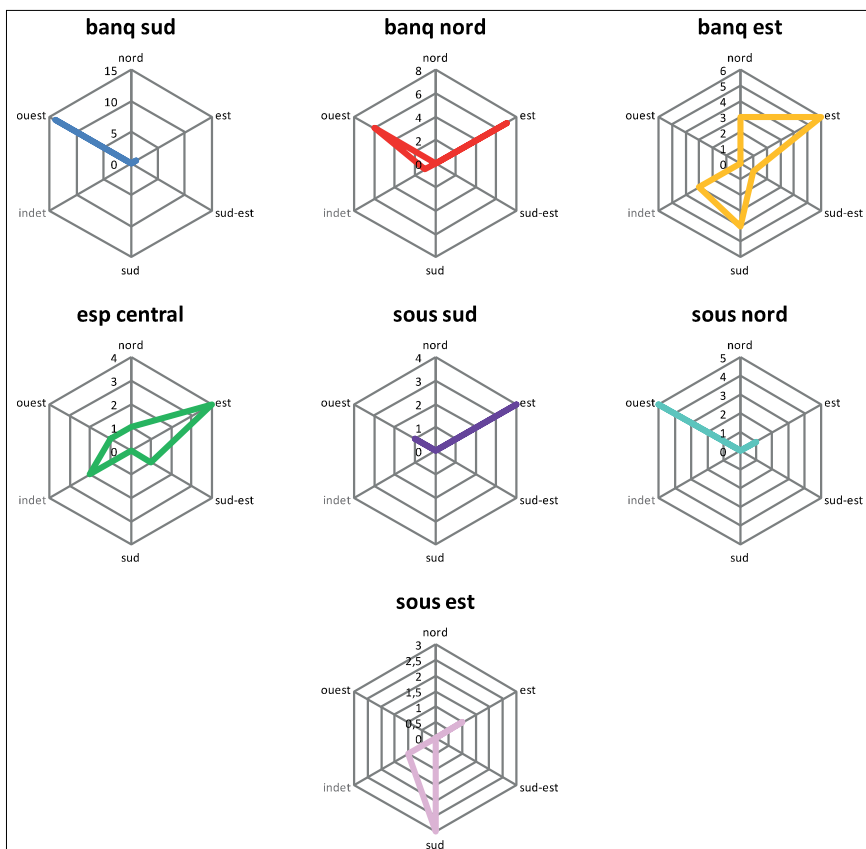 banq sud
nord
15
10
5
0
ouest
est
indet
sud-est
sud
banq nord
nord
8
6
4
2
0
ouest
est
indet
sud-est
sud
banq est
nord
6
5
4
3
2
1
0
ouest
est
indet
sud-est
sud
esp central
nord
4
3
2
1
0
ouest
est
indet
sud-est
sud
sous sud
nord
4
3
2
1
0
ouest
est
indet
sud-est
sud
sous nord
nord
5
4
3
2
1
0
ouest
est
indet
sud-est
sud
sous est
nord
3
2,5
2
1,5
1
0,5
0
ouest
est
indet
sud-est
sud